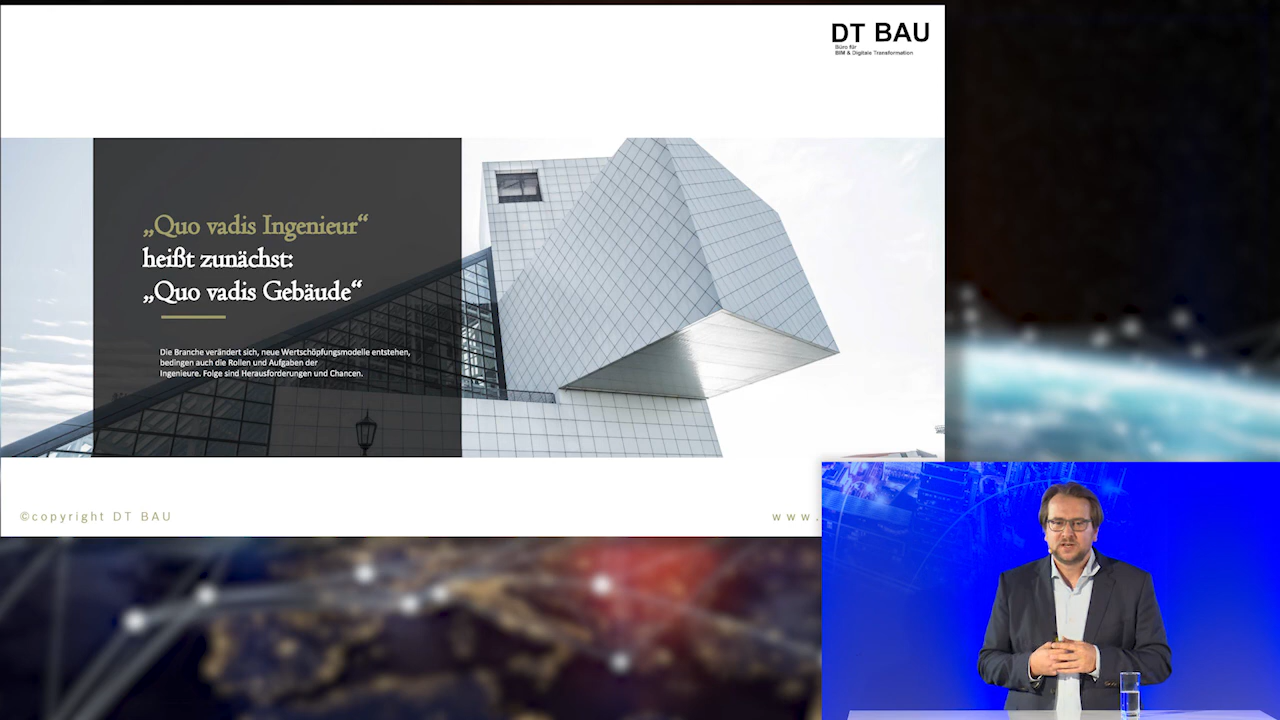 DT BAU
Büro für
BIM & Digitale Transformation
„Quo vadis Ingenieur“
heißt zunächst:
„Quo vadis Gebäude“
Die Branche verändert sich, neue Wertschöpfungsmodelle entstehen,
bedingen auch die Rollen und Aufgaben der
Ingenieure. Folge sind Herausforderungen und Chancen.
©copyright DT BAU
www.